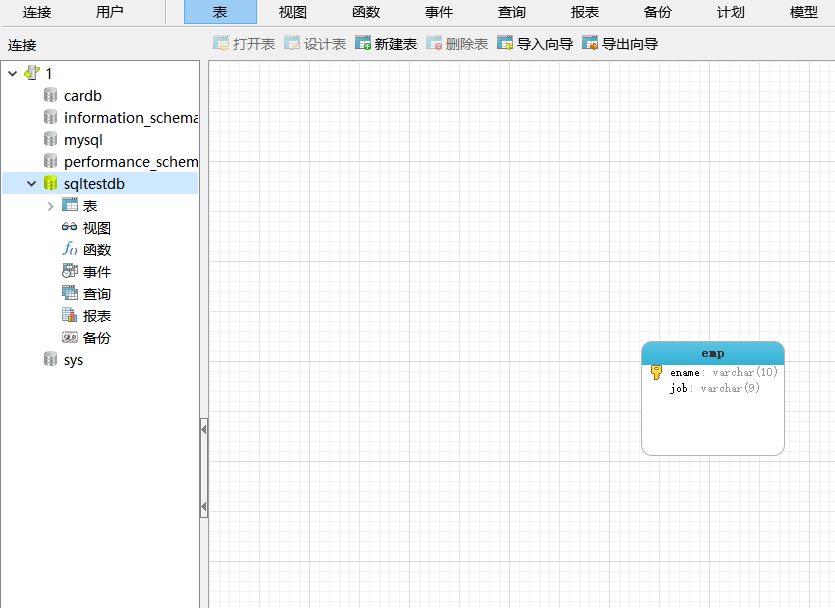 连接 用户 表 视图 函数 事件 查询 报表 备份 计划 模型
连接
打开表 设计表 新建表 删除表 导入向导 导出向导
1
cardb
information_schema
mysql
performance_schem
sqltestdb
表
视图
函数
事件
查询
报表
备份
sys
emp
ename: varchar(10)
job: varchar(9)